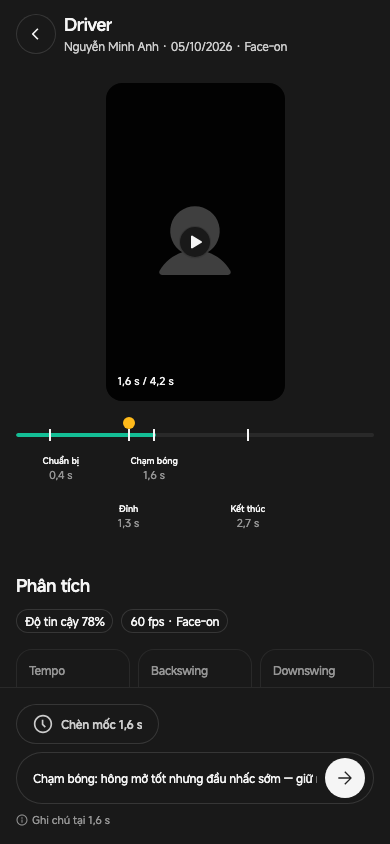 Driver
Nguyễn Minh Anh · 05/10/2026 · Face-on
1,6 s / 4,2 s
Chuẩn bị
Chạm bóng
0,4 s
1,6 s
Đỉnh
Kết thúc
1,3 s
2,7 s
Phân tích
Độ tin cậy 78%
60 fps · Face-on
Tempo
Backswing
Downswing
Chèn mốc 1,6 s
Chạm bóng: hông mở tốt nhưng đầu nhấc sớm — giữ
Ghi chú tại 1,6 s